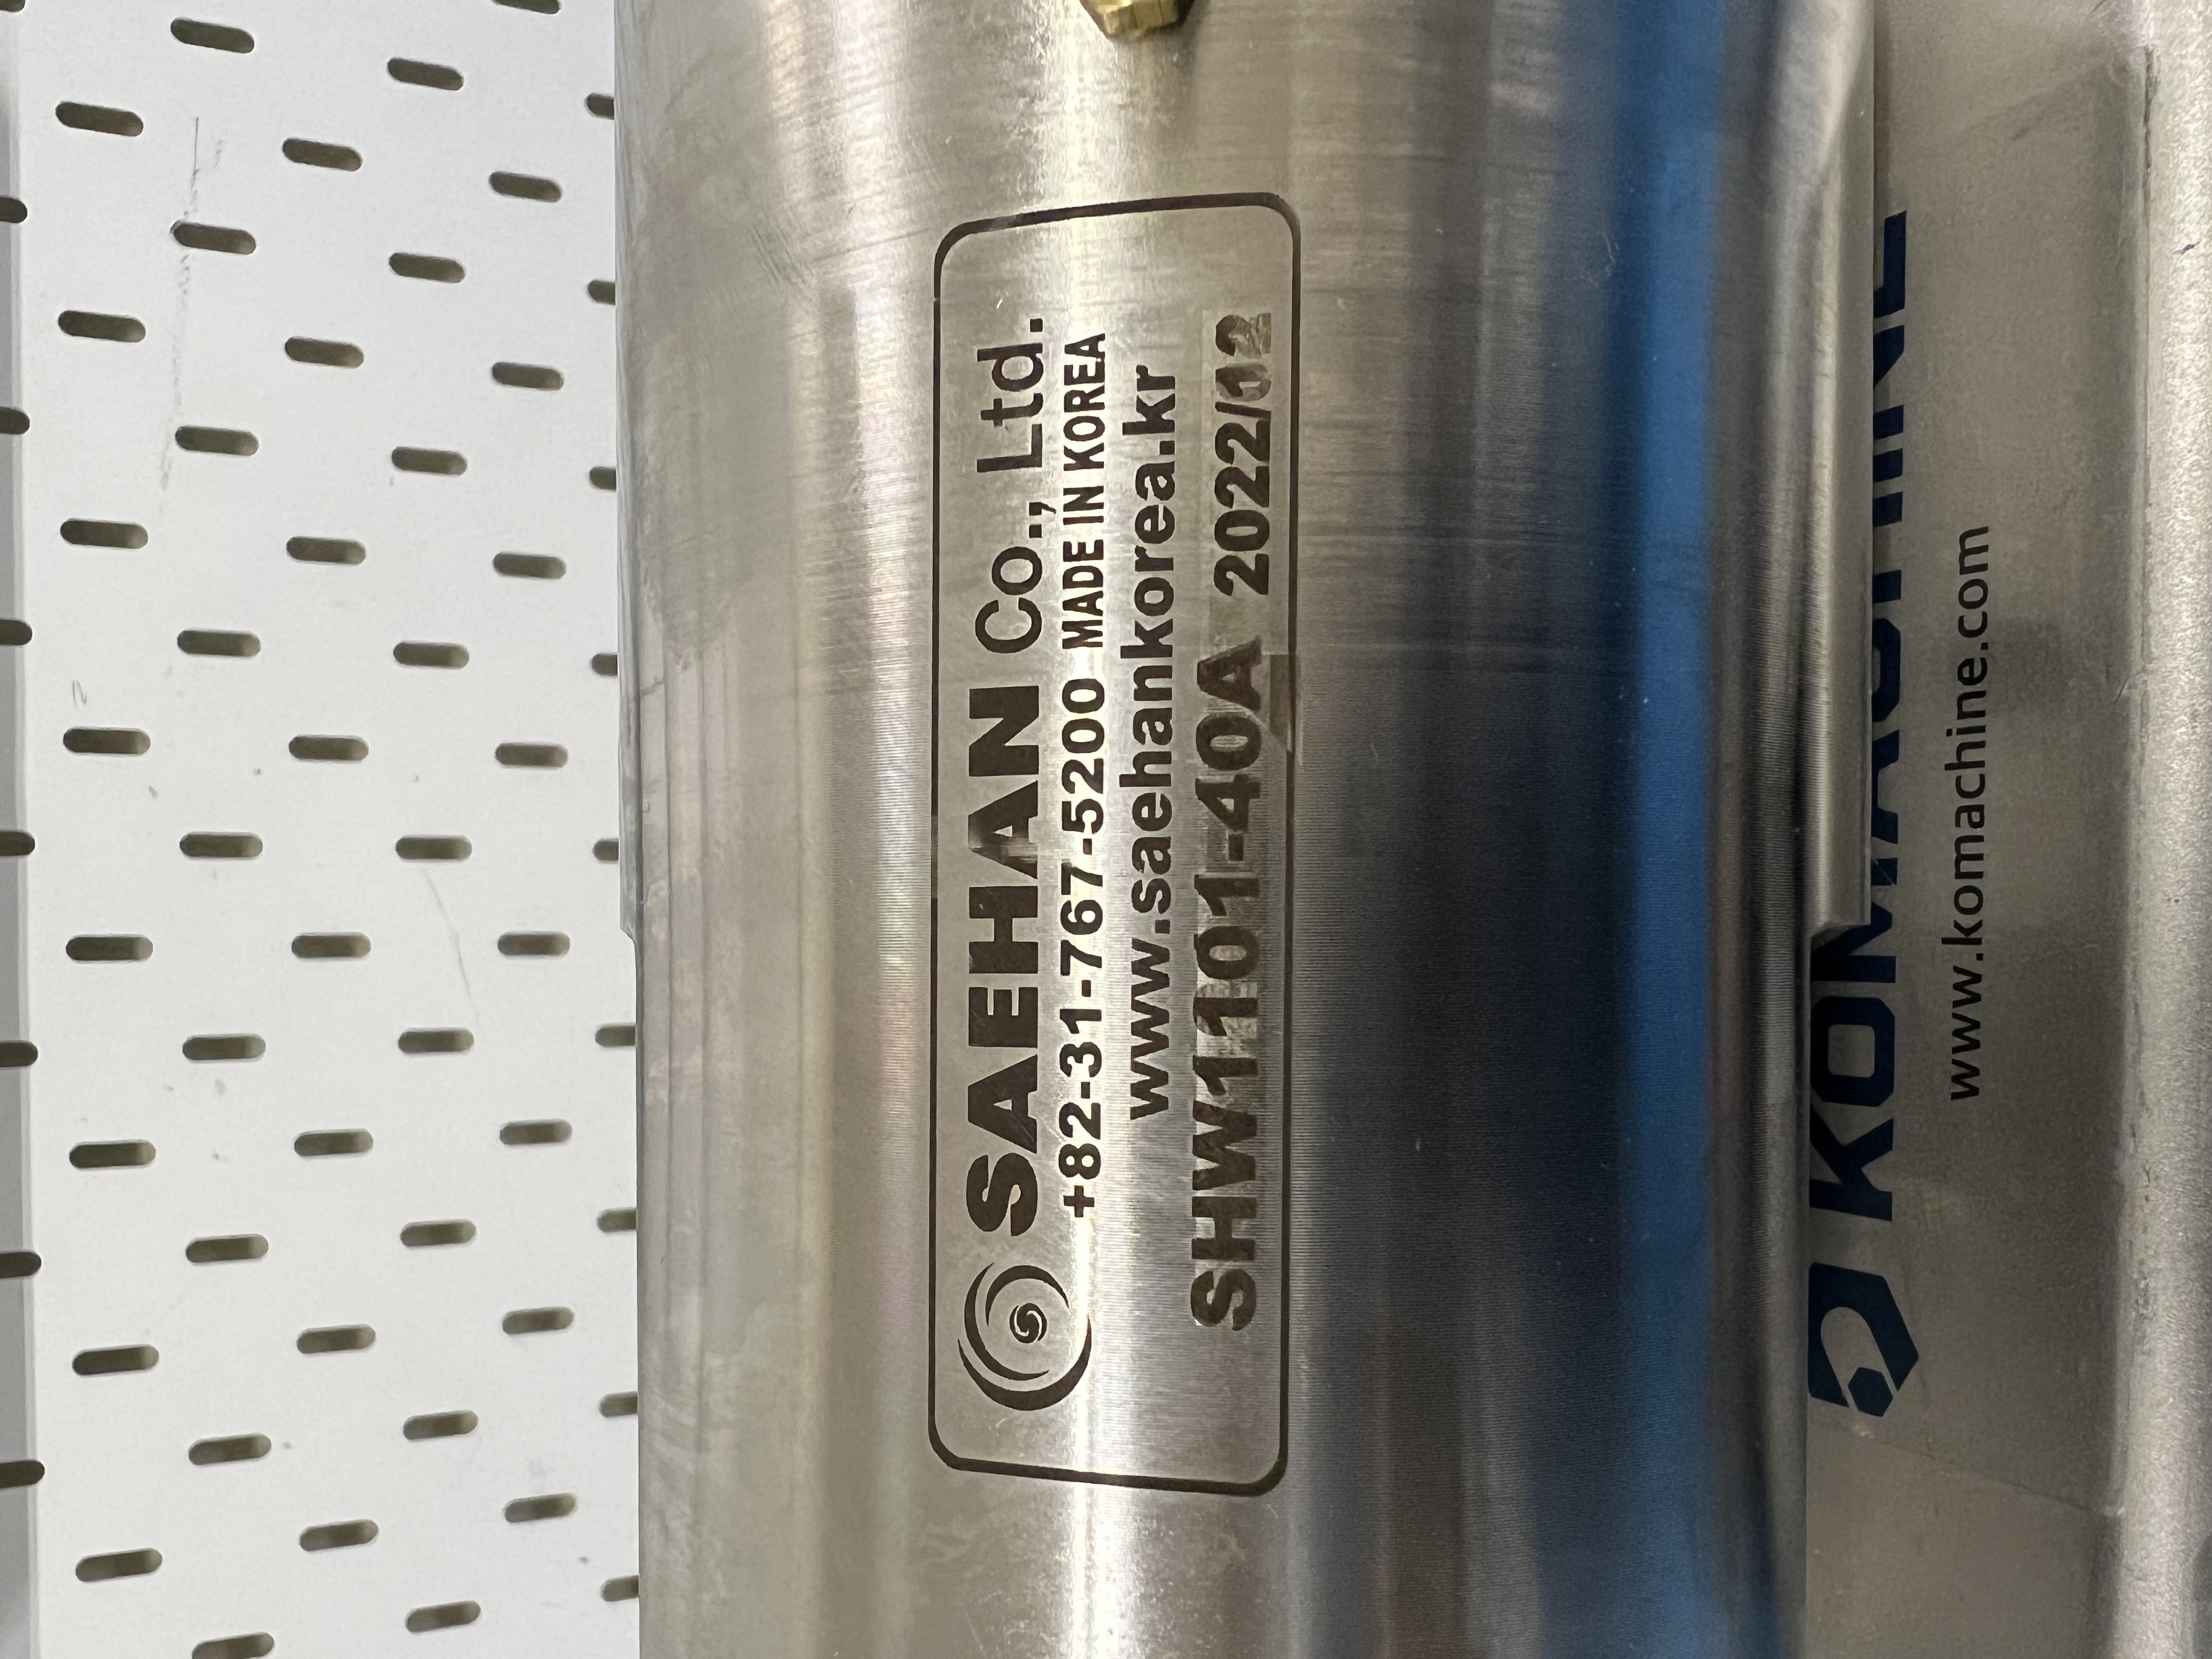 SAEHAN Co., Ltd.
+82-31-767-5200 MADE IN KOREA
www.saehankorea.kr
SHW1101-40A 2022/12
KOMACHINE
www.komachine.com